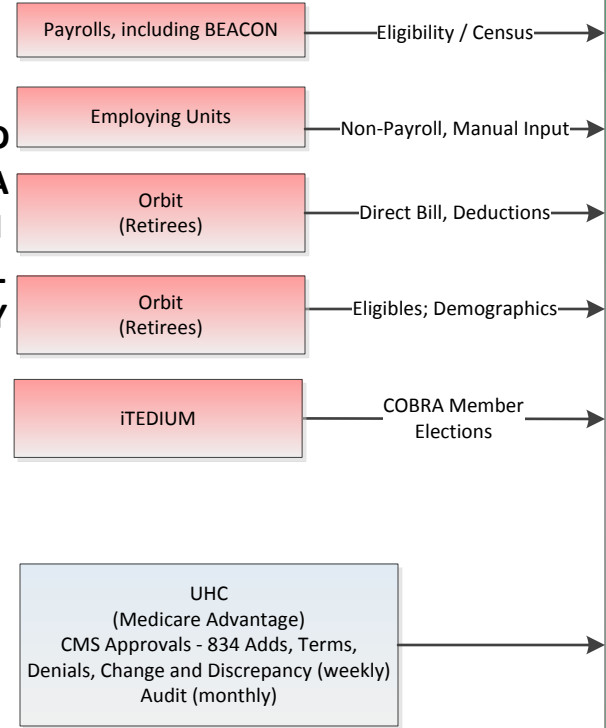 Payrolls, including BEACON
Eligibility / Census
Employing Units
Non-Payroll, Manual Input
Orbit
(Retirees)
Direct Bill, Deductions
Orbit
(Retirees)
Eligibles; Demographics
iTEDIUM
COBRA Member
Elections
UHC
(Medicare Advantage)
CMS Approvals - 834 Adds, Terms,
Denials, Change and Discrepancy (weekly)
Audit (monthly)